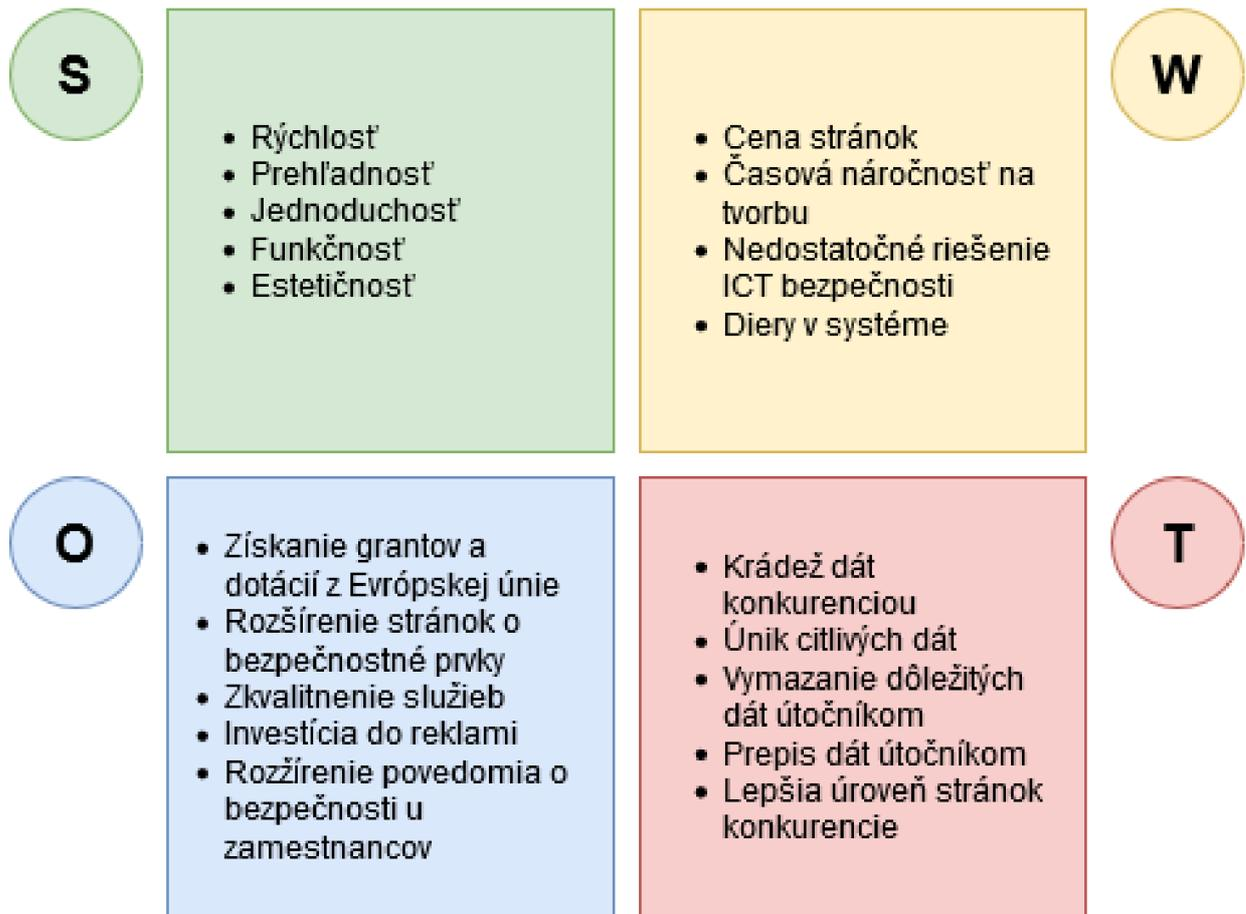 S
• Rýchlosť
• Prehľadnosť
• Jednoduchosť
• Funkčnosť
• Estetičnosť
W
• Cena stránok
• Časová náročnosť na
tvorbu
• Nedostatočné riešenie
ICT bezpečnosti
• Diery v systéme
O
• Získanie grantov a
dotácií z Evrópskej únie
• Rozšírenie stránok o
bezpečnostné prvky
• Zkvalitnenie služieb
• Investícia do reklami
• Rozžírenie povedomia o
bezpečnosti u
zamestnancov
T
• Krádež dát
konkurenciou
• Únik citlivých dát
• Vymazanie dôležitých
dát útočníkom
• Prepis dát útočníkom
• Lepšia úroveň stránok
konkurencie